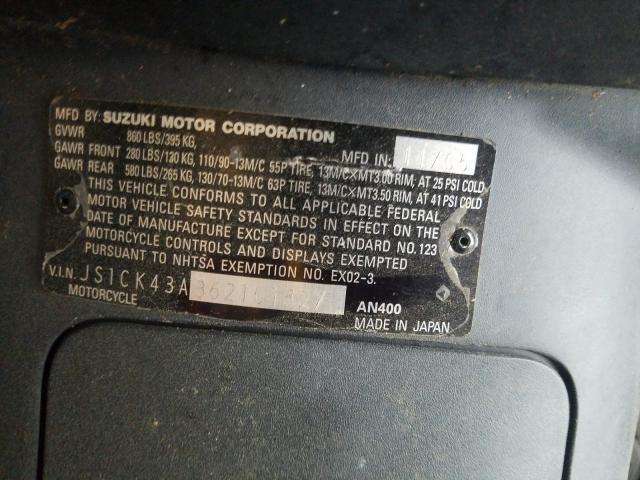 MFD BY: SUZUKI MOTOR CORPORATION
GVWR 860 LBS/395 KG, MFD IN: 11/05
GAWR FRONT 280 LBS/130 KG, 110/90-13M/C 55P TIRE, 13M/C×MT3.00 RIM, AT 25 PSI COLD
GAWR REAR 580 LBS/265 KG, 130/70-13M/C 63P TIRE, 13M/C×MT3.50 RIM, AT 41 PSI COLD
THIS VEHICLE CONFORMS TO ALL APPLICABLE FEDERAL
MOTOR VEHICLE SAFETY STANDARDS IN EFFECT ON THE
DATE OF MANUFACTURE EXCEPT FOR STANDARD NO. 123
MOTORCYCLE CONTROLS AND DISPLAYS EXEMPTED
PURSUANT TO NHTSA EXEMPTION NO. EX02-3.
V.I.N. JS1CK43A
MOTORCYCLE AN400
MADE IN JAPAN